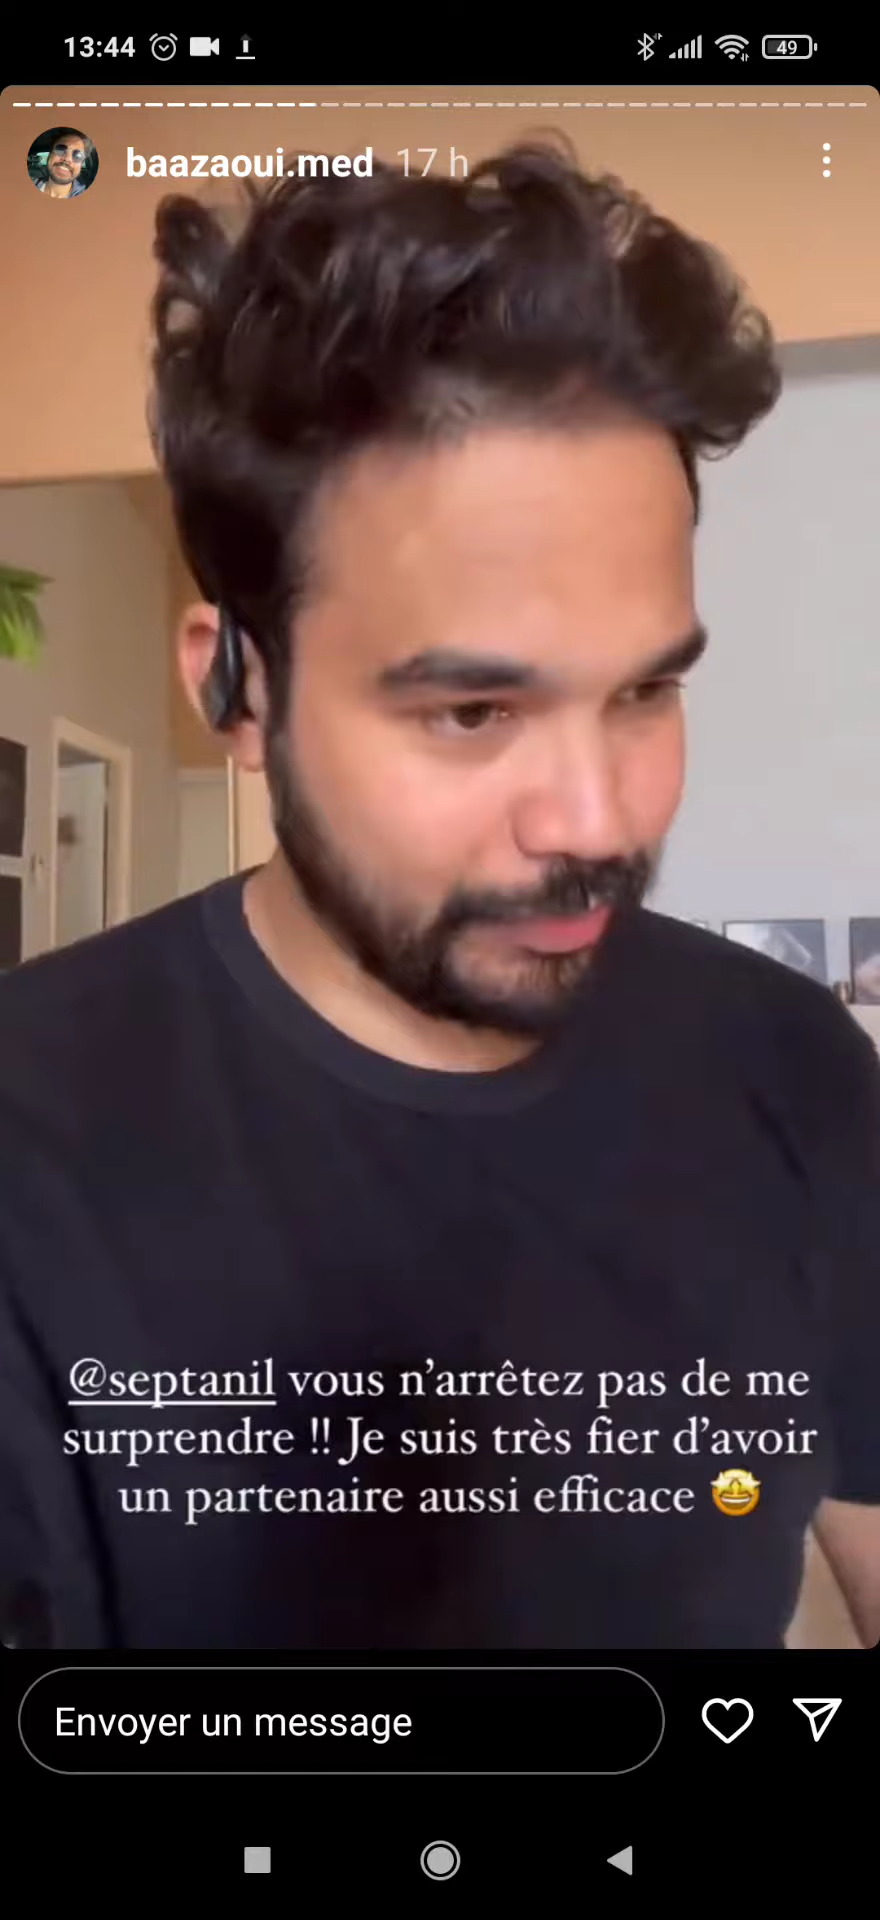 13:44
49
baazaoui.med 17 h
@septanil vous n’arrêtez pas de me
surprendre !! Je suis très fier d’avoir
un partenaire aussi efficace 🤩
Envoyer un message